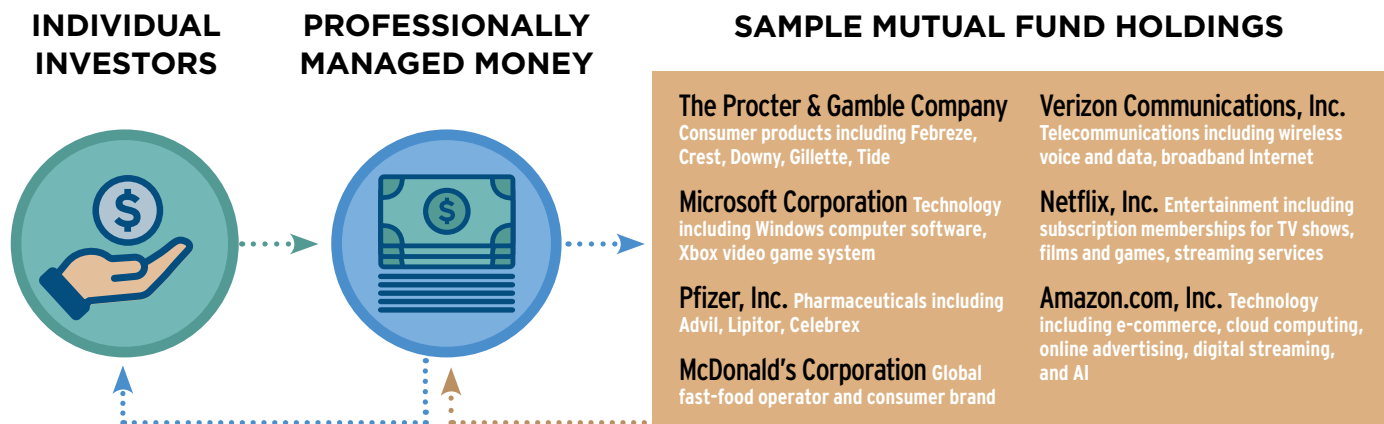 INDIVIDUAL
INVESTORS
PROFESSIONALLY
MANAGED MONEY
SAMPLE MUTUAL FUND HOLDINGS
$
$
The Procter & Gamble Company
Consumer products including Febreze,
Crest, Downy, Gillette, Tide
Microsoft Corporation Technology
including Windows computer software,
Xbox video game system
Pfizer, Inc. Pharmaceuticals including
Advil, Lipitor, Celebrex
McDonald's Corporation Global
fast-food operator and consumer brand
Verizon Communications, Inc.
Telecommunications including wireless
voice and data, broadband Internet
Netflix, Inc. Entertainment including
subscription memberships for TV shows,
films and games, streaming services
Amazon.com, Inc. Technology
including e-commerce, cloud computing,
online advertising, digital streaming,
and AI